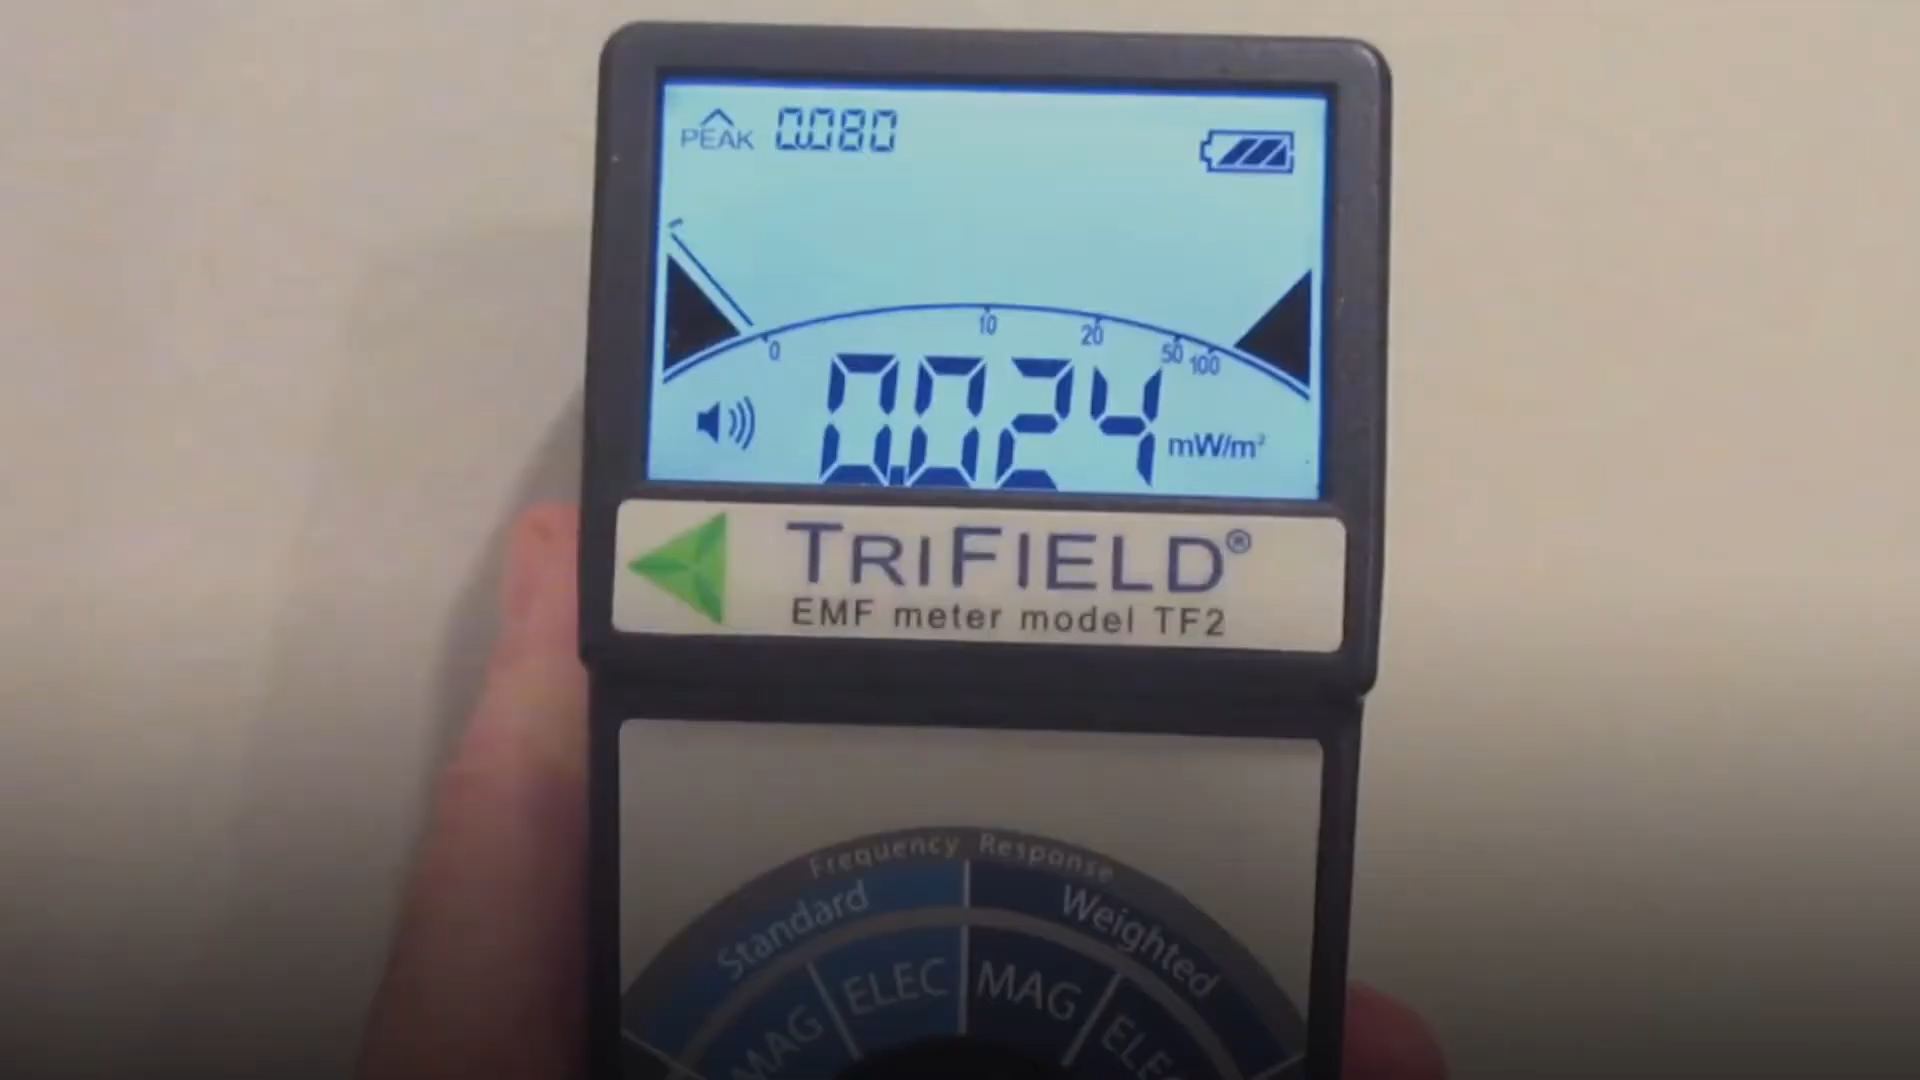 PEAK 0.080
0 10 20 50 100
0.024 mW/m²
TRIFIELD®
EMF meter model TF2
Frequency Response
Standard Weighted
MAG ELEC MAG ELEC